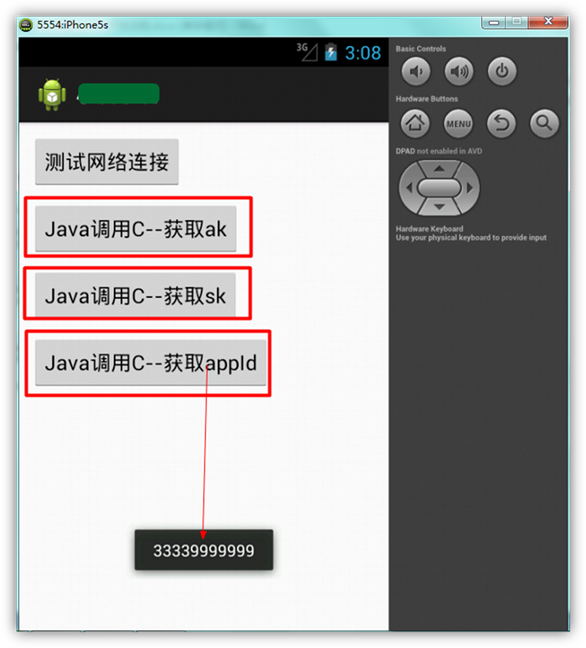 5554:iPhone5s
3G
3:08
测试网络连接
Java调用C--获取ak
Java调用C--获取sk
Java调用C--获取appId
33339999999
Basic Controls
Hardware Buttons
MENU
DPAD not enabled in AVD
Hardware Keyboard
Use your physical keyboard to provide input